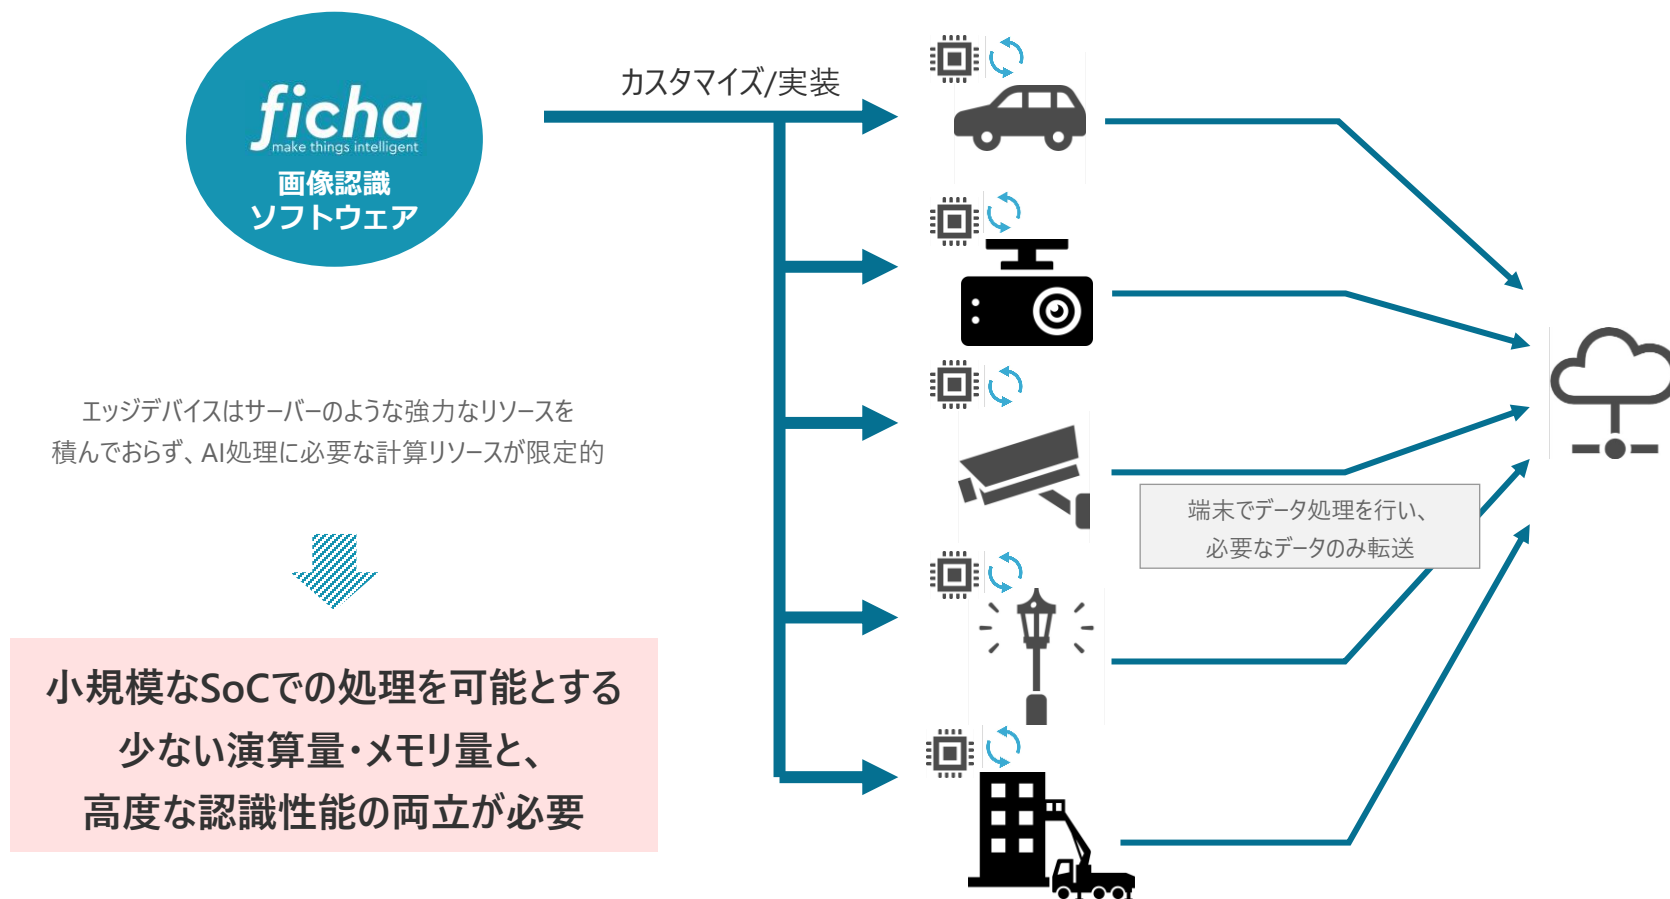 ficha
make things intelligent
画像認識
ソフトウェア
カスタマイズ/実装
エッジデバイスはサーバーのような強力なリソースを
積んでおらず、AI処理に必要な計算リソースが限定的
小規模なSoCでの処理を可能とする
少ない演算量・メモリ量と、
高度な認識性能の両立が必要
端末でデータ処理を行い、
必要なデータのみ転送